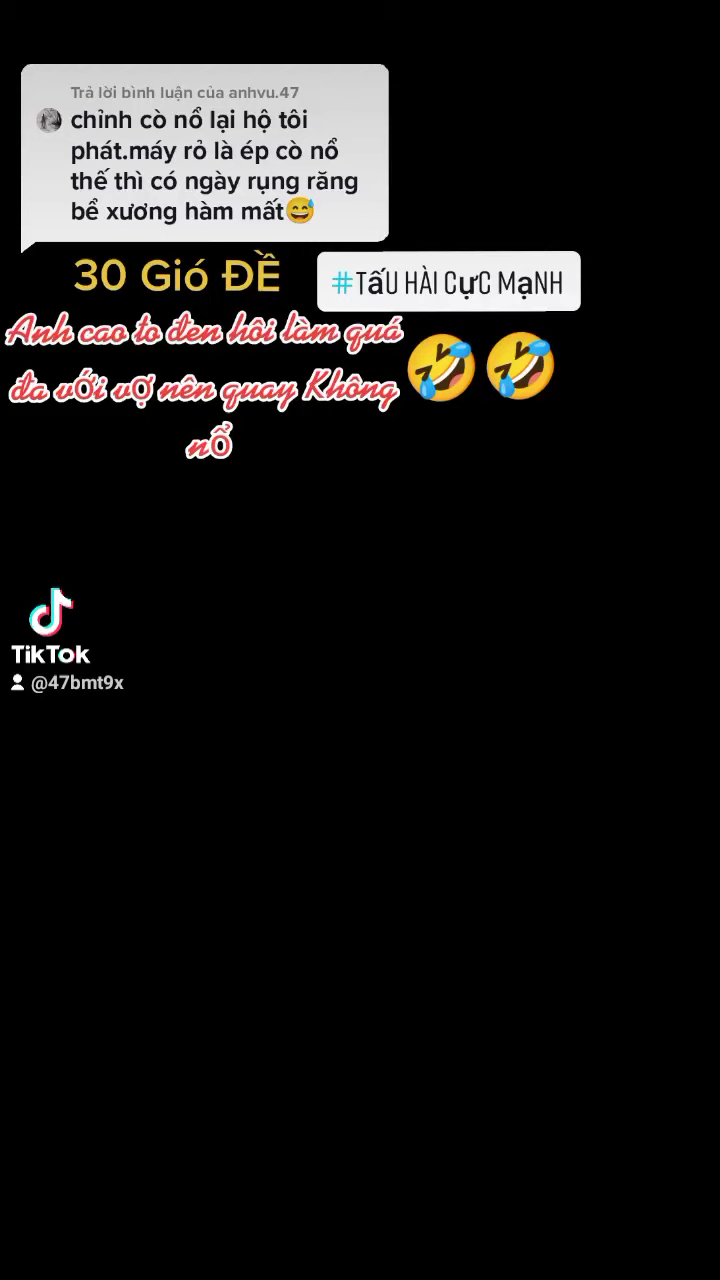 Trả lời bình luận của anhvu.47
chỉnh cò nổ lại hộ tôi
phát.máy rỏ là ép cò nổ
thế thì có ngày rụng răng
bể xương hàm mất😅
30 Gió ĐỀ
#TấU HÀI CựC MạNH
Anh cao to đen hôi làm quá
đa với vợ nên quay Không
nổ
🤣🤣
TikTok
@47bmt9x